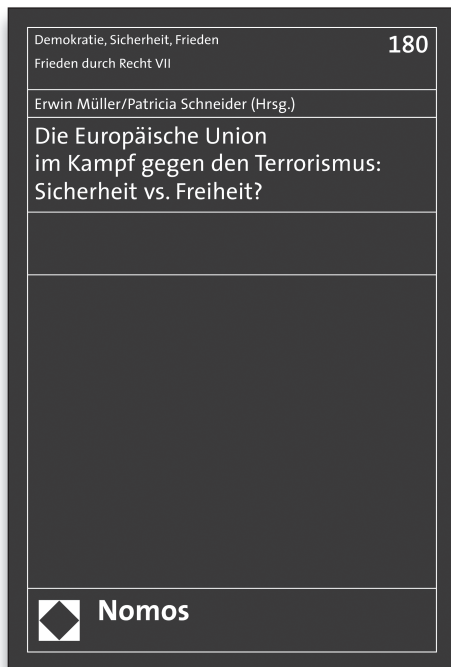 Demokratie, Sicherheit, Frieden
180
Frieden durch Recht VII
Erwin Müller/Patricia Schneider (Hrsg.)
Die Europäische Union
im Kampf gegen den Terrorismus:
Sicherheit vs. Freiheit?
Nomos